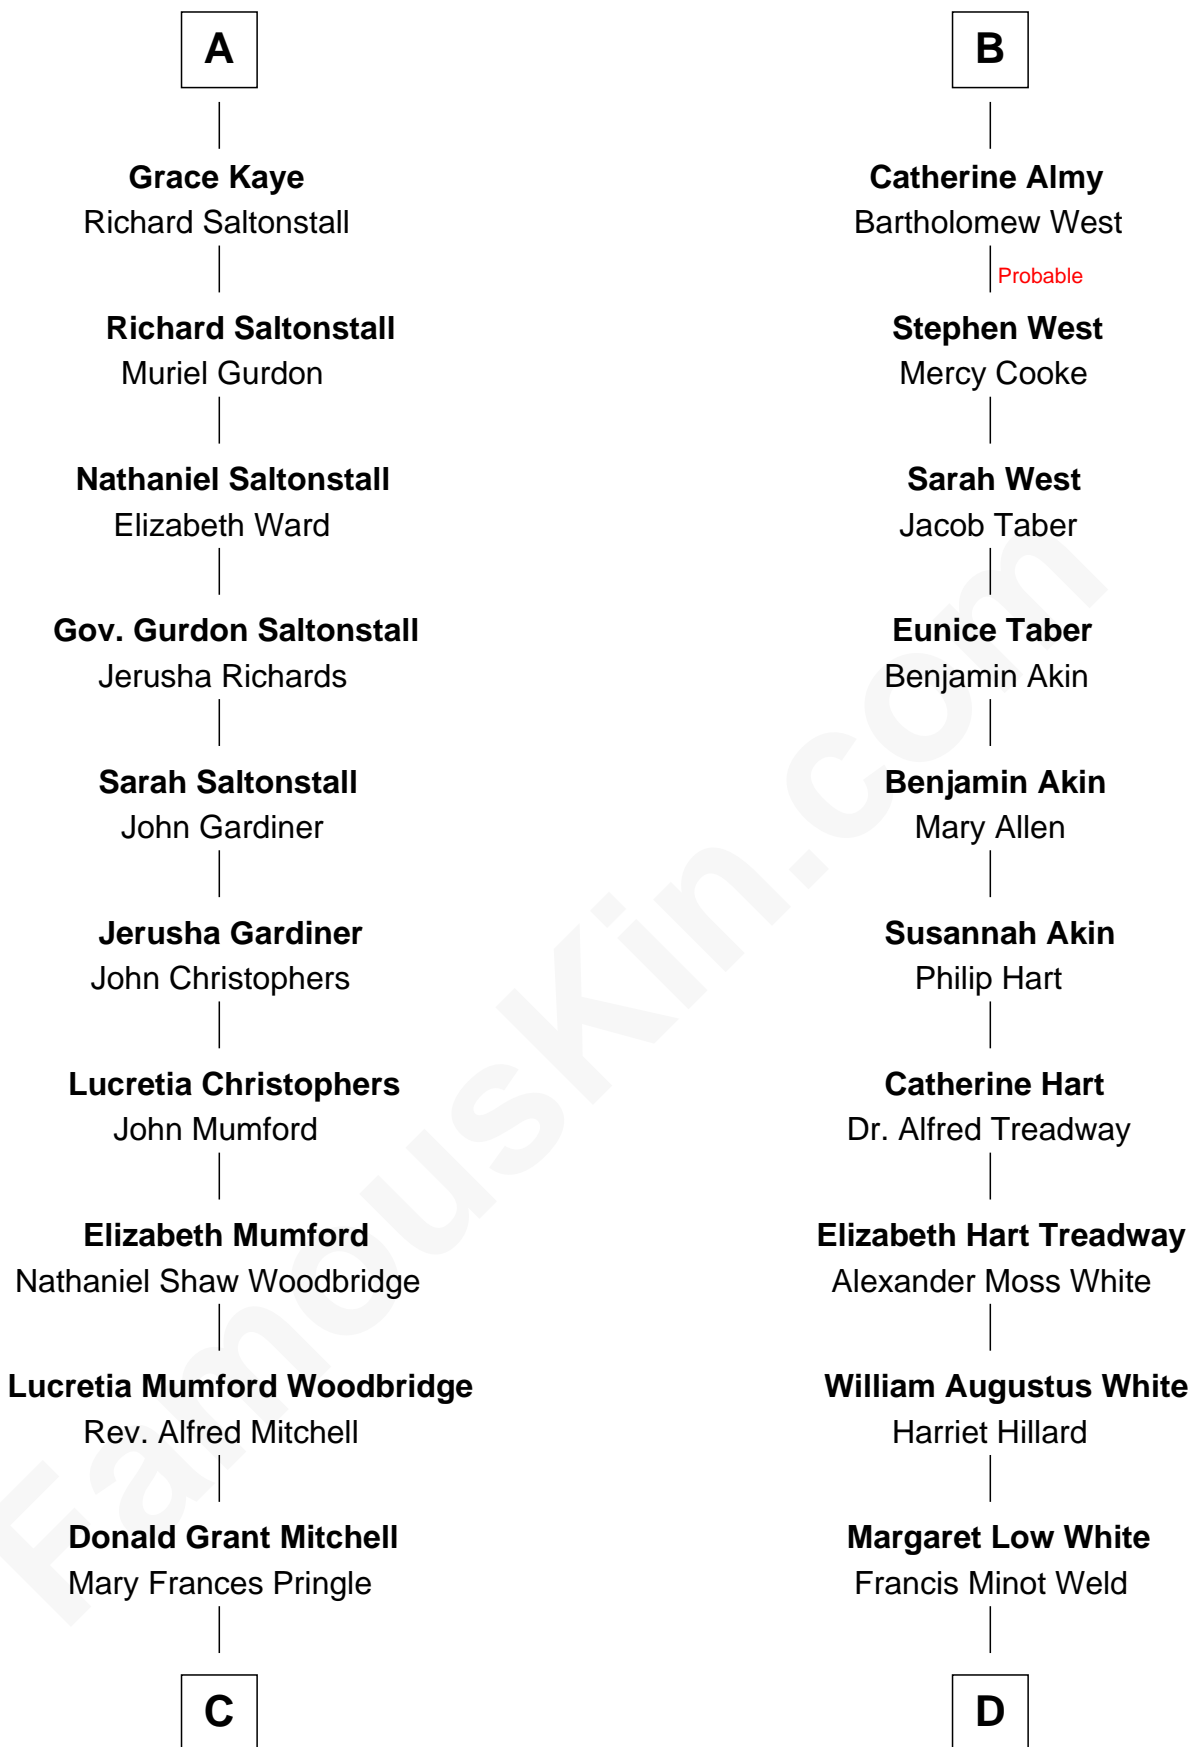 A
Grace Kaye
Richard Saltonstall
Richard Saltonstall
Muriel Gurdon
Nathaniel Saltonstall
Elizabeth Ward
Gov. Gurdon Saltonstall
Jerusha Richards
Sarah Saltonstall
John Gardiner
Jerusha Gardiner
John Christophers
Lucretia Christophers
John Mumford
Elizabeth Mumford
Nathaniel Shaw Woodbridge
Lucretia Mumford Woodbridge
Rev. Alfred Mitchell
Donald Grant Mitchell
Mary Frances Pringle
C
B
Catherine Almy
Bartholomew West
Probable
Stephen West
Mercy Cooke
Sarah West
Jacob Taber
Eunice Taber
Benjamin Akin
Benjamin Akin
Mary Allen
Susannah Akin
Philip Hart
Catherine Hart
Dr. Alfred Treadway
Elizabeth Hart Treadway
Alexander Moss White
William Augustus White
Harriet Hillard
Margaret Low White
Francis Minot Weld
D
FamousKin.com